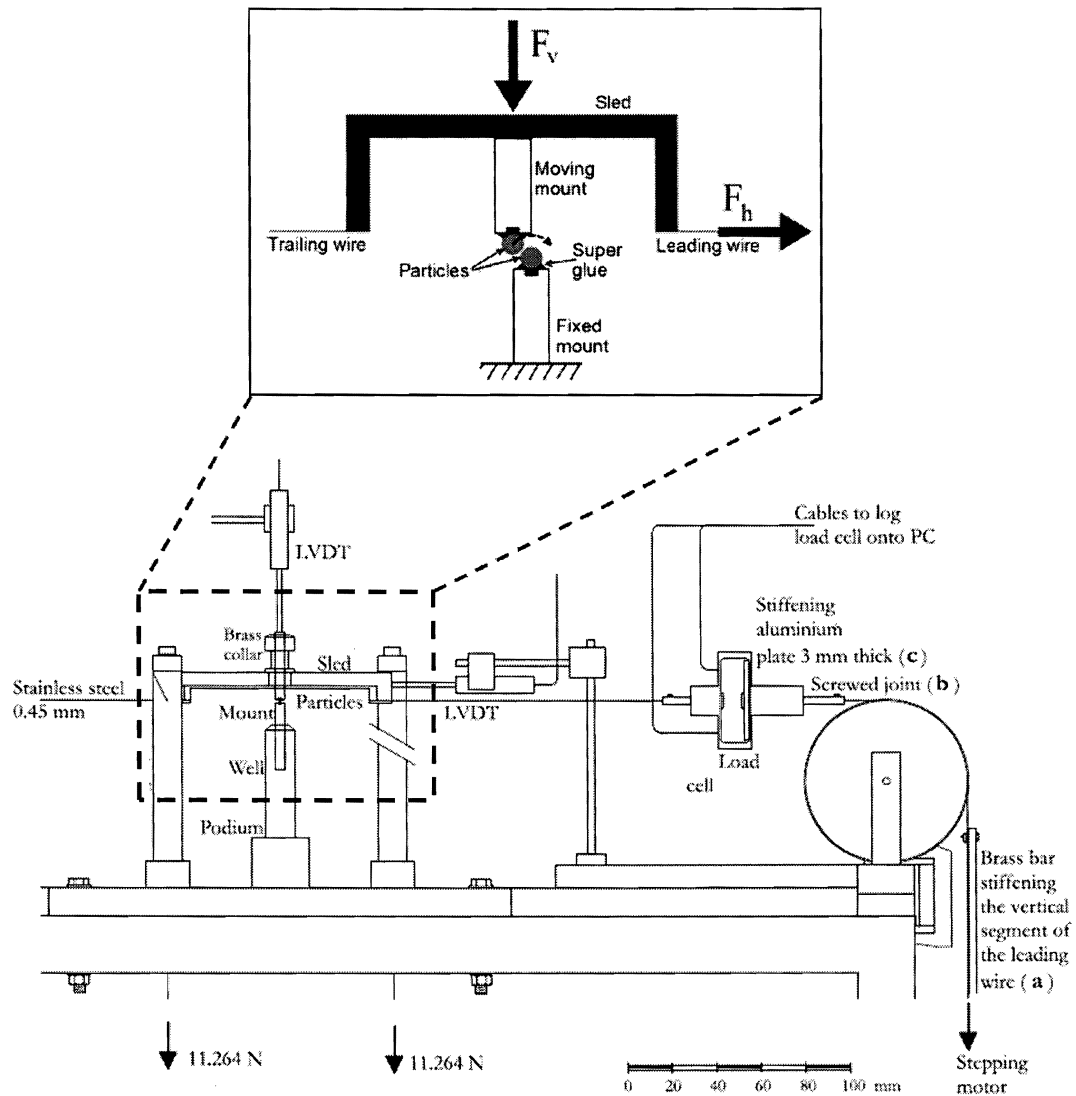 Fv
Sled
Moving
mount
Fh
Trailing wire
Leading wire
Particles
Super
glue
Fixed
mount
Cables to log
load cell onto PC
LVDT
Stiffening
aluminium
plate 3 mm thick (c)
Brass
collar
Sled
Stainless steel
0.45 mm
Screwed joint (b)
Particles
Mount
LVDT
Well
Load
cell
Podium
Brass bar
stiffening
the vertical
segment of
the leading
wire (a)
11.264 N
11.264 N
0 20 40 60 80 100 mm
Stepping
motor